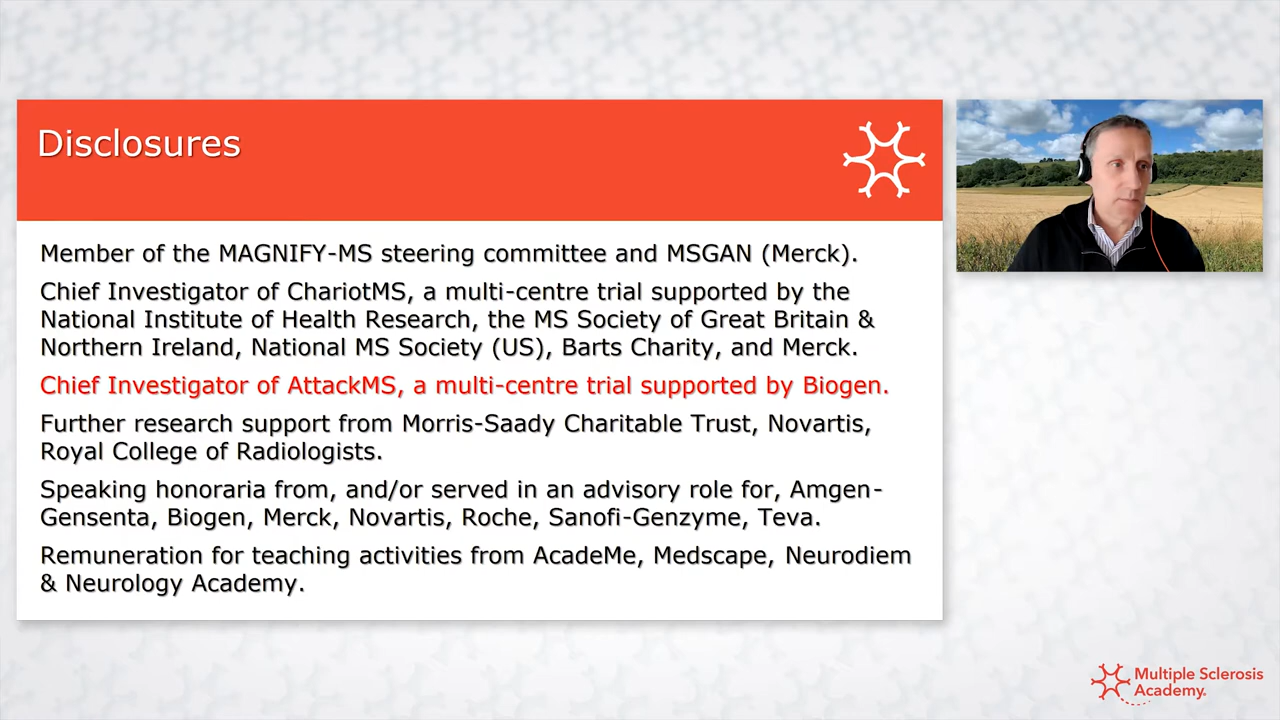 Disclosures
Member of the MAGNIFY-MS steering committee and MSGAN (Merck).
Chief Investigator of ChariotMS, a multi-centre trial supported by the
National Institute of Health Research, the MS Society of Great Britain &
Northern Ireland, National MS Society (US), Barts Charity, and Merck.
Chief Investigator of AttackMS, a multi-centre trial supported by Biogen.
Further research support from Morris-Saady Charitable Trust, Novartis,
Royal College of Radiologists.
Speaking honoraria from, and/or served in an advisory role for, Amgen-
Gensenta, Biogen, Merck, Novartis, Roche, Sanofi-Genzyme, Teva.
Remuneration for teaching activities from AcadeMe, Medscape, Neurodiem
& Neurology Academy.
Multiple Sclerosis
Academy.